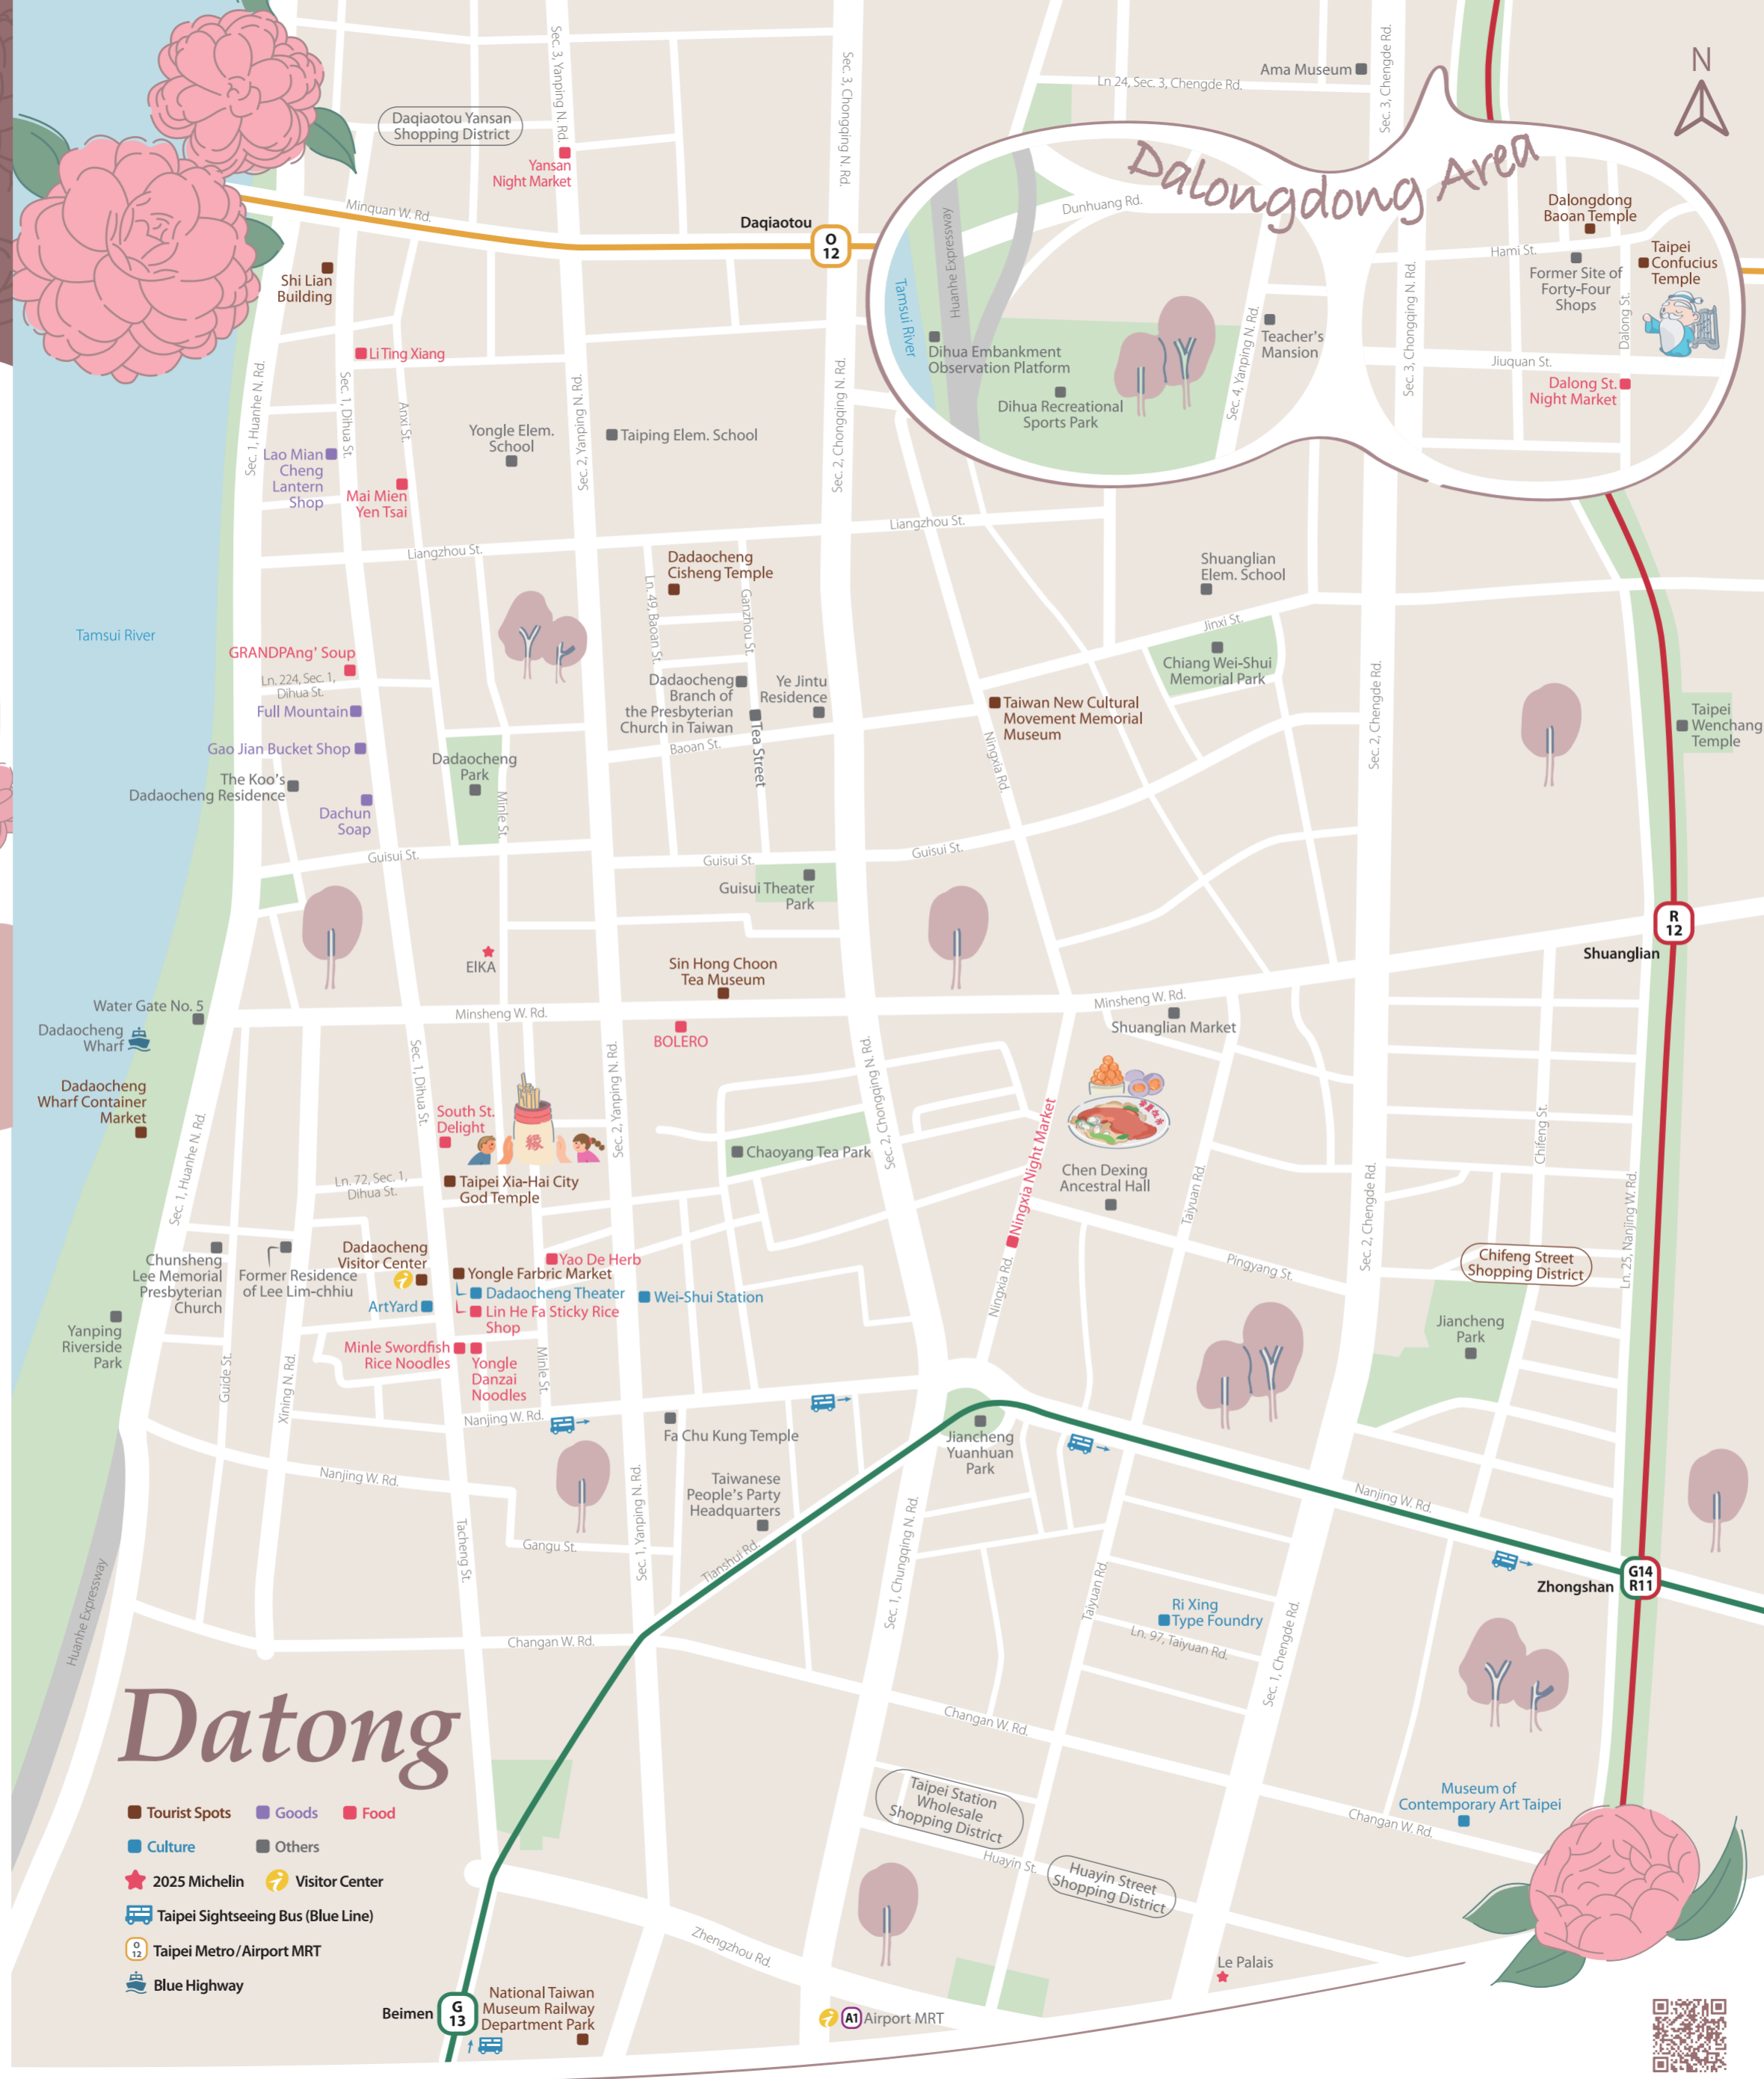 N
Ama Museum
Ln 24, Sec. 3, Chengde Rd.
Sec. 3, Chengde Rd.
Sec. 3, Yanping N. Rd.
Sec. 3, Chongqing N. Rd.
Daqiaotou Yansan
Shopping District
Yansan
Night Market
Minquan W. Rd.
Daqiaotou
O
12
Dalongdong Area
Dunhuang Rd.
Huanhe Expressway
Tamsui River
Dihua Embankment
Observation Platform
Dihua Recreational
Sports Park
Sec. 4, Yanping N. Rd.
Teacher's
Mansion
Sec. 3, Chongqing N. Rd.
Dalongdong
Baoan Temple
Hami St.
Taipei
Confucius
Temple
Former Site of
Forty-Four
Shops
Dalong St.
Jiuquan St.
Dalong St.
Night Market
Shi Lian
Building
Li Ting Xiang
Sec. 1, Huanhe N. Rd.
Sec. 1, Dihua St.
Anxi St.
Sec. 2, Yanping N. Rd.
Sec. 2, Chongqing N. Rd.
Yongle Elem.
School
Taiping Elem. School
Lao Mian
Cheng
Lantern
Shop
Mai Mien
Yen Tsai
Liangzhou St.
Liangzhou St.
Dadaocheng
Cisheng Temple
Ln. 49, Baoan St.
Ganzhou St.
Shuanglian
Elem. School
Jinxi St.
Chiang Wei-Shui
Memorial Park
Tamsui River
GRANDPAng' Soup
Ln. 224, Sec. 1,
Dihua St.
Full Mountain
Gao Jian Bucket Shop
The Koo's
Dadaocheng Residence
Dachun
Soap
Dadaocheng
Park
Minle St.
Dadaocheng
Branch of
the Presbyterian
Church in Taiwan
Ye Jintu
Residence
Tea Street
Baoan St.
Taiwan New Cultural
Movement Memorial
Museum
Ningxia Rd.
Sec. 2, Chengde Rd.
Taipei
Wenchang
Temple
Guisui St.
Guisui St.
Guisui St.
Guisui Theater
Park
R
12
Shuanglian
EIKA
Sin Hong Choon
Tea Museum
Water Gate No. 5
Dadaocheng
Wharf
Minsheng W. Rd.
Minsheng W. Rd.
Shuanglian Market
BOLERO
Dadaocheng
Wharf Container
Market
Sec. 1, Huanhe N. Rd.
Sec. 1, Dihua St.
South St.
Delight
緣
Sec. 2, Yanping N. Rd.
Sec. 2, Chongqing N. Rd.
Chaoyang Tea Park
Ningxia Night Market
Chen Dexing
Ancestral Hall
Taiyuan Rd.
Sec. 2, Chengde Rd.
Chifeng St.
Ln. 25, Nanjing W. Rd.
Ln. 72, Sec. 1,
Dihua St.
Taipei Xia-Hai City
God Temple
Chunsheng
Lee Memorial
Presbyterian
Church
Former Residence
of Lee Lim-chhiu
Dadaocheng
Visitor Center
ArtYard
Yao De Herb
Yongle Farbric Market
Dadaocheng Theater
Lin He Fa Sticky Rice
Shop
Wei-Shui Station
Ningxia Rd.
Pingyang St.
Chifeng Street
Shopping District
Yanping
Riverside
Park
Minle Swordfish
Rice Noodles
Yongle
Danzai
Noodles
Minle St.
Guide St.
Xining N. Rd.
Jiancheng
Park
Nanjing W. Rd.
Fa Chu Kung Temple
Jiancheng
Yuanhuan
Park
Nanjing W. Rd.
Taiwanese
People's Party
Headquarters
Nanjing W. Rd.
Tacheng St.
Gangu St.
Sec. 1, Yanping N. Rd.
Tianshui Rd.
Sec. 1, Chungqing N. Rd.
Taiyuan Rd.
Huanhe Expressway
Zhongshan
G14
R11
Ri Xing
Type Foundry
Ln. 97, Taiyuan Rd.
Sec. 1, Chengde Rd.
Changan W. Rd.
Changan W. Rd.
Changan W. Rd.
Museum of
Contemporary Art Taipei
Datong
Tourist Spots
Goods
Food
Culture
Others
2025 Michelin
Visitor Center
Taipei Sightseeing Bus (Blue Line)
O
12
Taipei Metro/Airport MRT
Blue Highway
Taipei Station
Wholesale
Shopping District
Huayin St.
Huayin Street
Shopping District
Zhengzhou Rd.
Le Palais
Beimen
G
13
National Taiwan
Museum Railway
Department Park
A1
Airport MRT